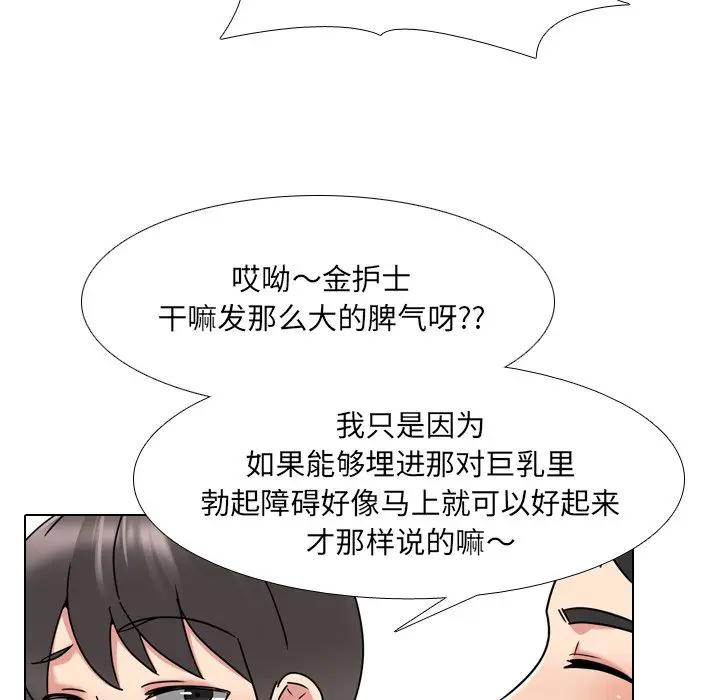 哎呦～金护士
干嘛发那么大的脾气呀??
我只是因为
如果能够埋进那对巨乳里
勃起障碍好像马上就可以好起来
才那样说的嘛～